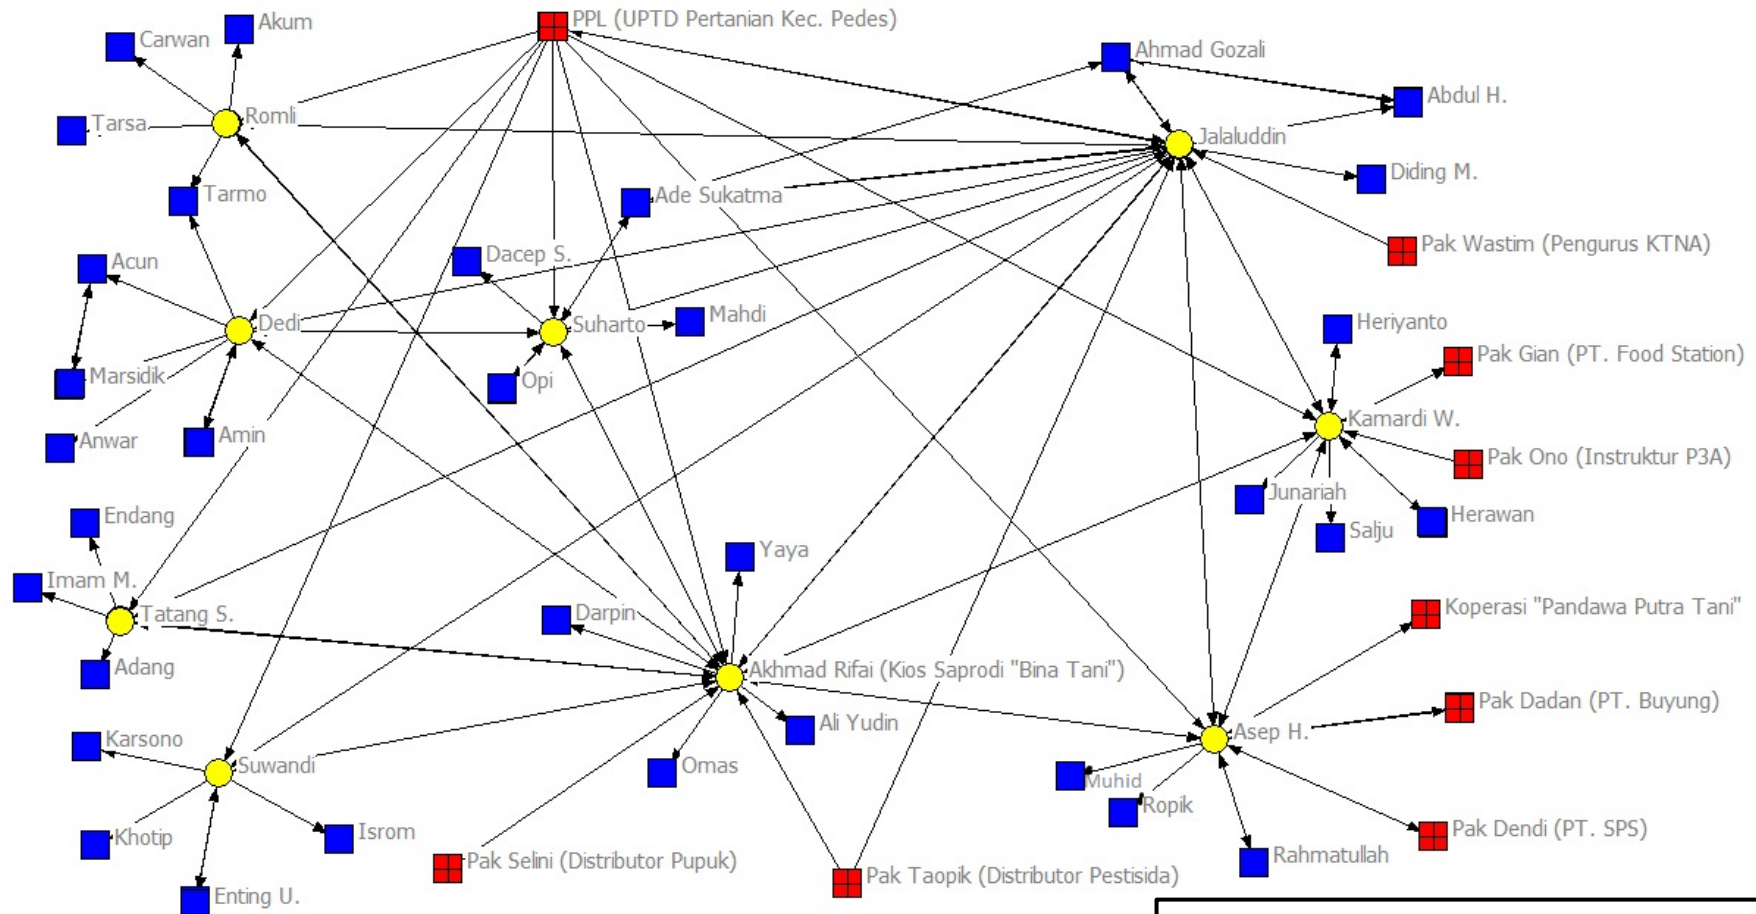 Akum
PPL (UPTD Pertanian Kec. Pedes)
Carwan
Ahmad Gozali
Abdul H.
Romli
Tarsa
Jalaluddin
Diding M.
Tarmo
Ade Sukatma
Pak Wastim (Pengurus KTNA)
Dacep S.
Acun
Dedi
Suharto
Mahdi
Heriyanto
Pak Gian (PT. Food Station)
Marsidik
Opi
Kamardi W.
Anwar
Amin
Pak Ono (Instruktur P3A)
Junariah
Endang
Salju
Herawan
Yaya
Imam M.
Tatang S.
Darpin
Koperasi "Pandawa Putra Tani"
Adang
Akhmad Rifai (Kios Saprodi "Bina Tani")
Pak Dadan (PT. Buyung)
Ali Yudin
Asep H.
Karsono
Suwandi
Omas
Muhid
Ropik
Khotip
Isrom
Pak Dendi (PT. SPS)
Pak Selini (Distributor Pupuk)
Pak Taopik (Distributor Pestisida)
Rahmatullah
Enting U.